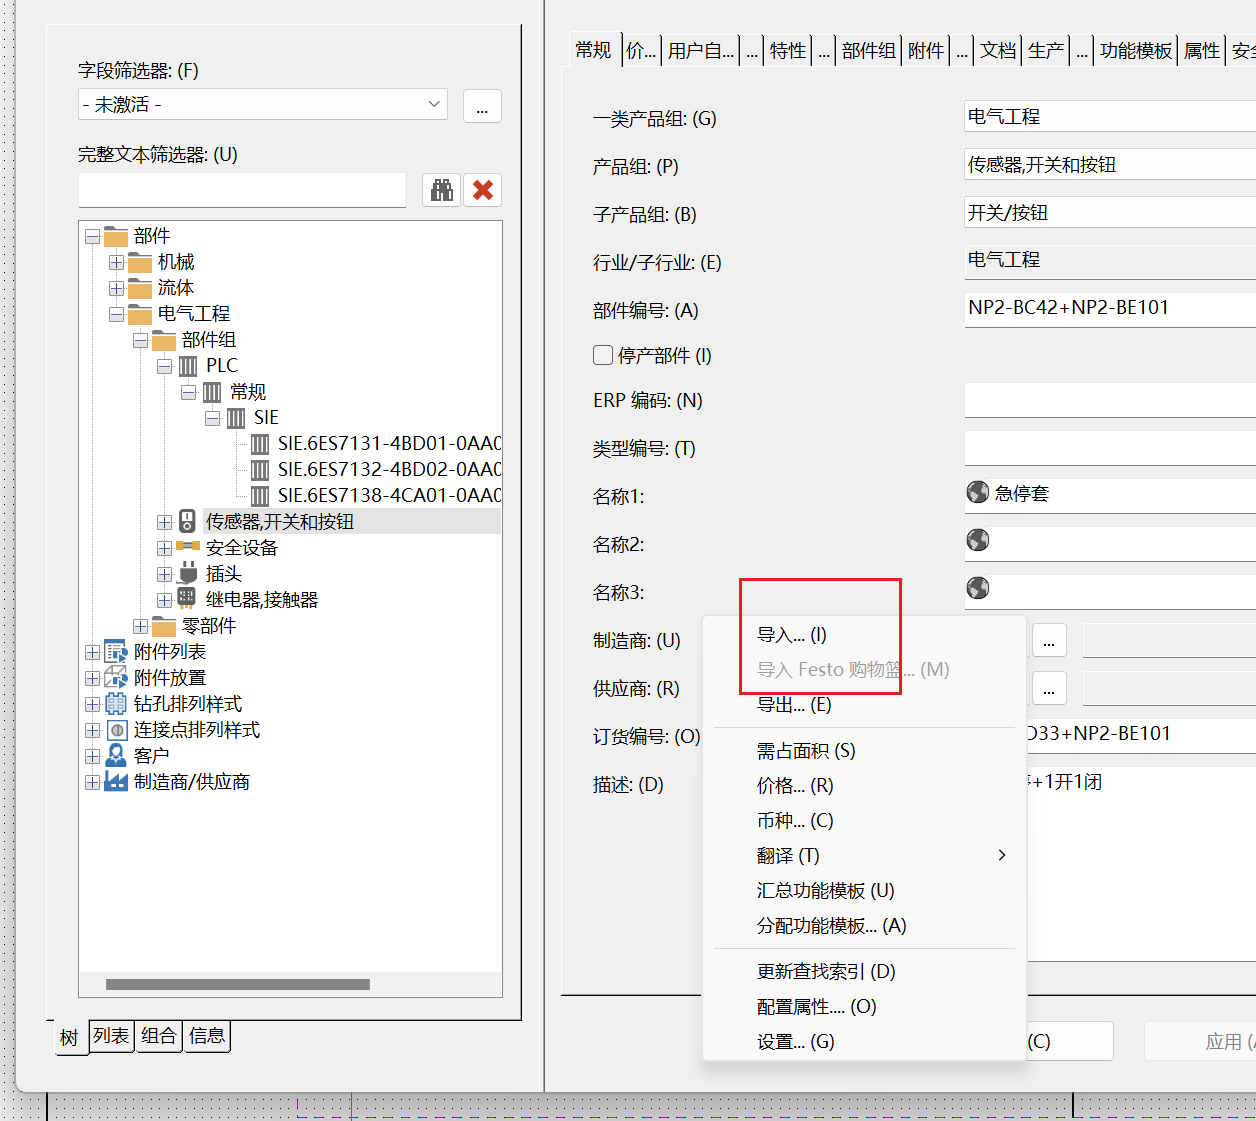 字段筛选器: (F)
- 未激活 -
...
完整文本筛选器: (U)
部件
机械
流体
电气工程
部件组
PLC
常规
SIE
SIE.6ES7131-4BD01-0AA0
SIE.6ES7132-4BD02-0AA0
SIE.6ES7138-4CA01-0AA0
传感器,开关和按钮
安全设备
插头
继电器,接触器
零部件
附件列表
附件放置
钻孔排列样式
连接点排列样式
客户
制造商/供应商
树 列表 组合 信息
常规 价... 用户自... ... 特性 ... 部件组 附件 ... 文档 生产 ... 功能模板 属性 安全
一类产品组: (G) 电气工程
产品组: (P) 传感器,开关和按钮
子产品组: (B) 开关/按钮
行业/子行业: (E) 电气工程
部件编号: (A) NP2-BC42+NP2-BE101
停产部件 (I)
ERP 编码: (N)
类型编号: (T)
名称1: 急停套
名称2:
名称3:
制造商: (U) ...
供应商: (R) ...
订货编号: (O) D33+NP2-BE101
描述: (D) +1开1闭
导入... (I)
导入 Festo 购物篮... (M)
导出... (E)
需占面积 (S)
价格... (R)
币种... (C)
翻译 (T)
汇总功能模板 (U)
分配功能模板... (A)
更新查找索引 (D)
配置属性.... (O)
设置... (G)
(C)
应用 (A